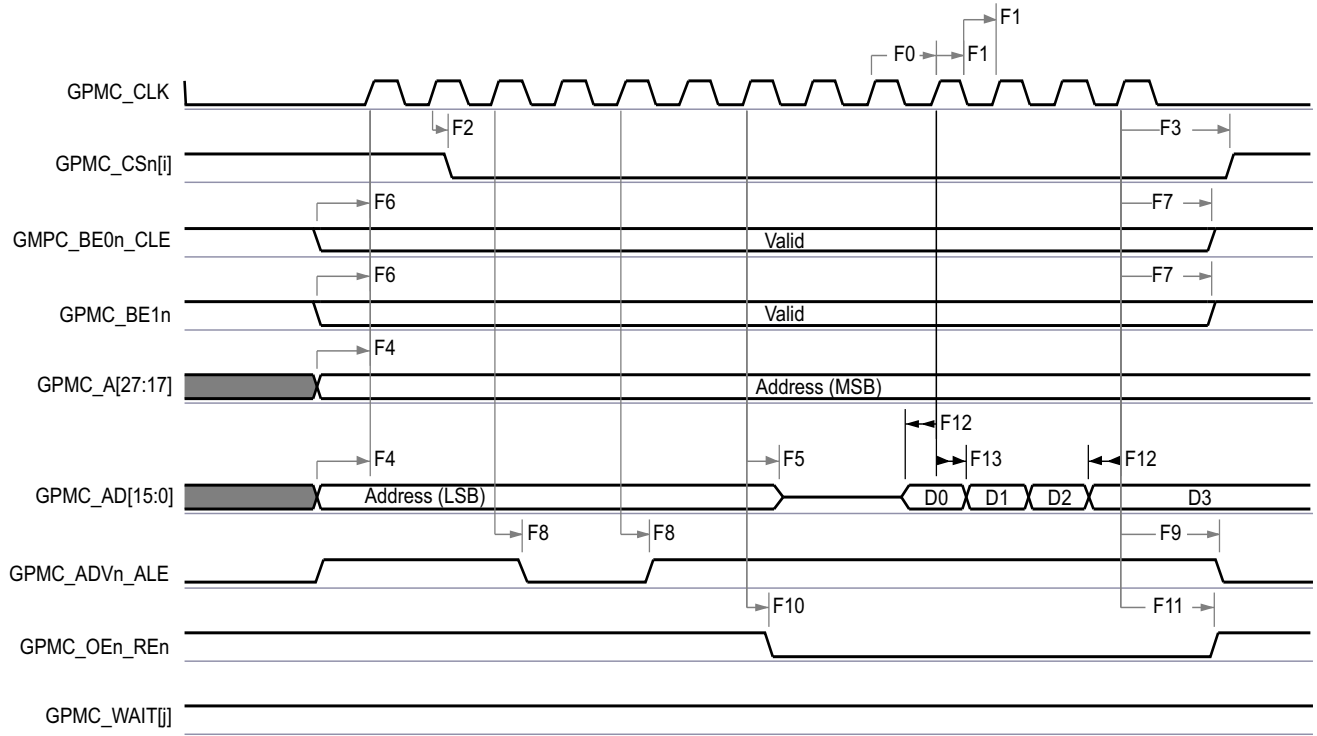 F1
F0 F1
GPMC_CLK
F2 F3
GPMC_CSn[i]
F6 F7
GMPC_BE0n_CLE Valid
F6 F7
GPMC_BE1n Valid
F4
GPMC_A[27:17] Address (MSB)
F12
F4 F5 F13 F12
GPMC_AD[15:0] Address (LSB) D0 D1 D2 D3
F8 F8 F9
GPMC_ADVn_ALE
F10 F11
GPMC_OEn_REn
GPMC_WAIT[j]